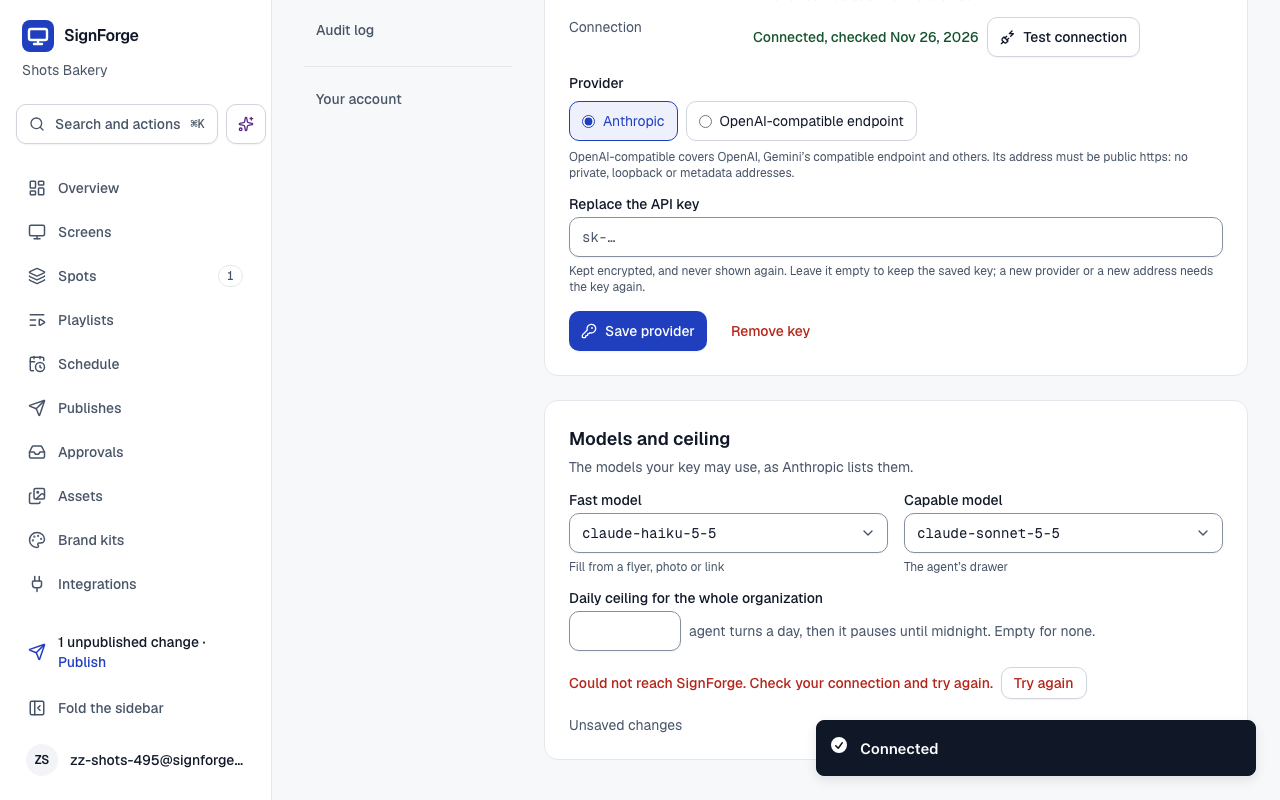 SignForge
Shots Bakery
Search and actions ⌘K
Overview
Screens
Spots 1
Playlists
Schedule
Publishes
Approvals
Assets
Brand kits
Integrations
1 unpublished change ·
Publish
Fold the sidebar
ZS zz-shots-495@signforge…
Audit log
Your account
Connection
Connected, checked Nov 26, 2026
Test connection
Provider
Anthropic
OpenAI-compatible endpoint
OpenAI-compatible covers OpenAI, Gemini's compatible endpoint and others. Its address must be public https: no
private, loopback or metadata addresses.
Replace the API key
sk-…
Kept encrypted, and never shown again. Leave it empty to keep the saved key; a new provider or a new address needs
the key again.
Save provider
Remove key
Models and ceiling
The models your key may use, as Anthropic lists them.
Fast model
Capable model
claude-haiku-5-5
claude-sonnet-5-5
Fill from a flyer, photo or link
The agent's drawer
Daily ceiling for the whole organization
agent turns a day, then it pauses until midnight. Empty for none.
Could not reach SignForge. Check your connection and try again.
Try again
Unsaved changes
Connected